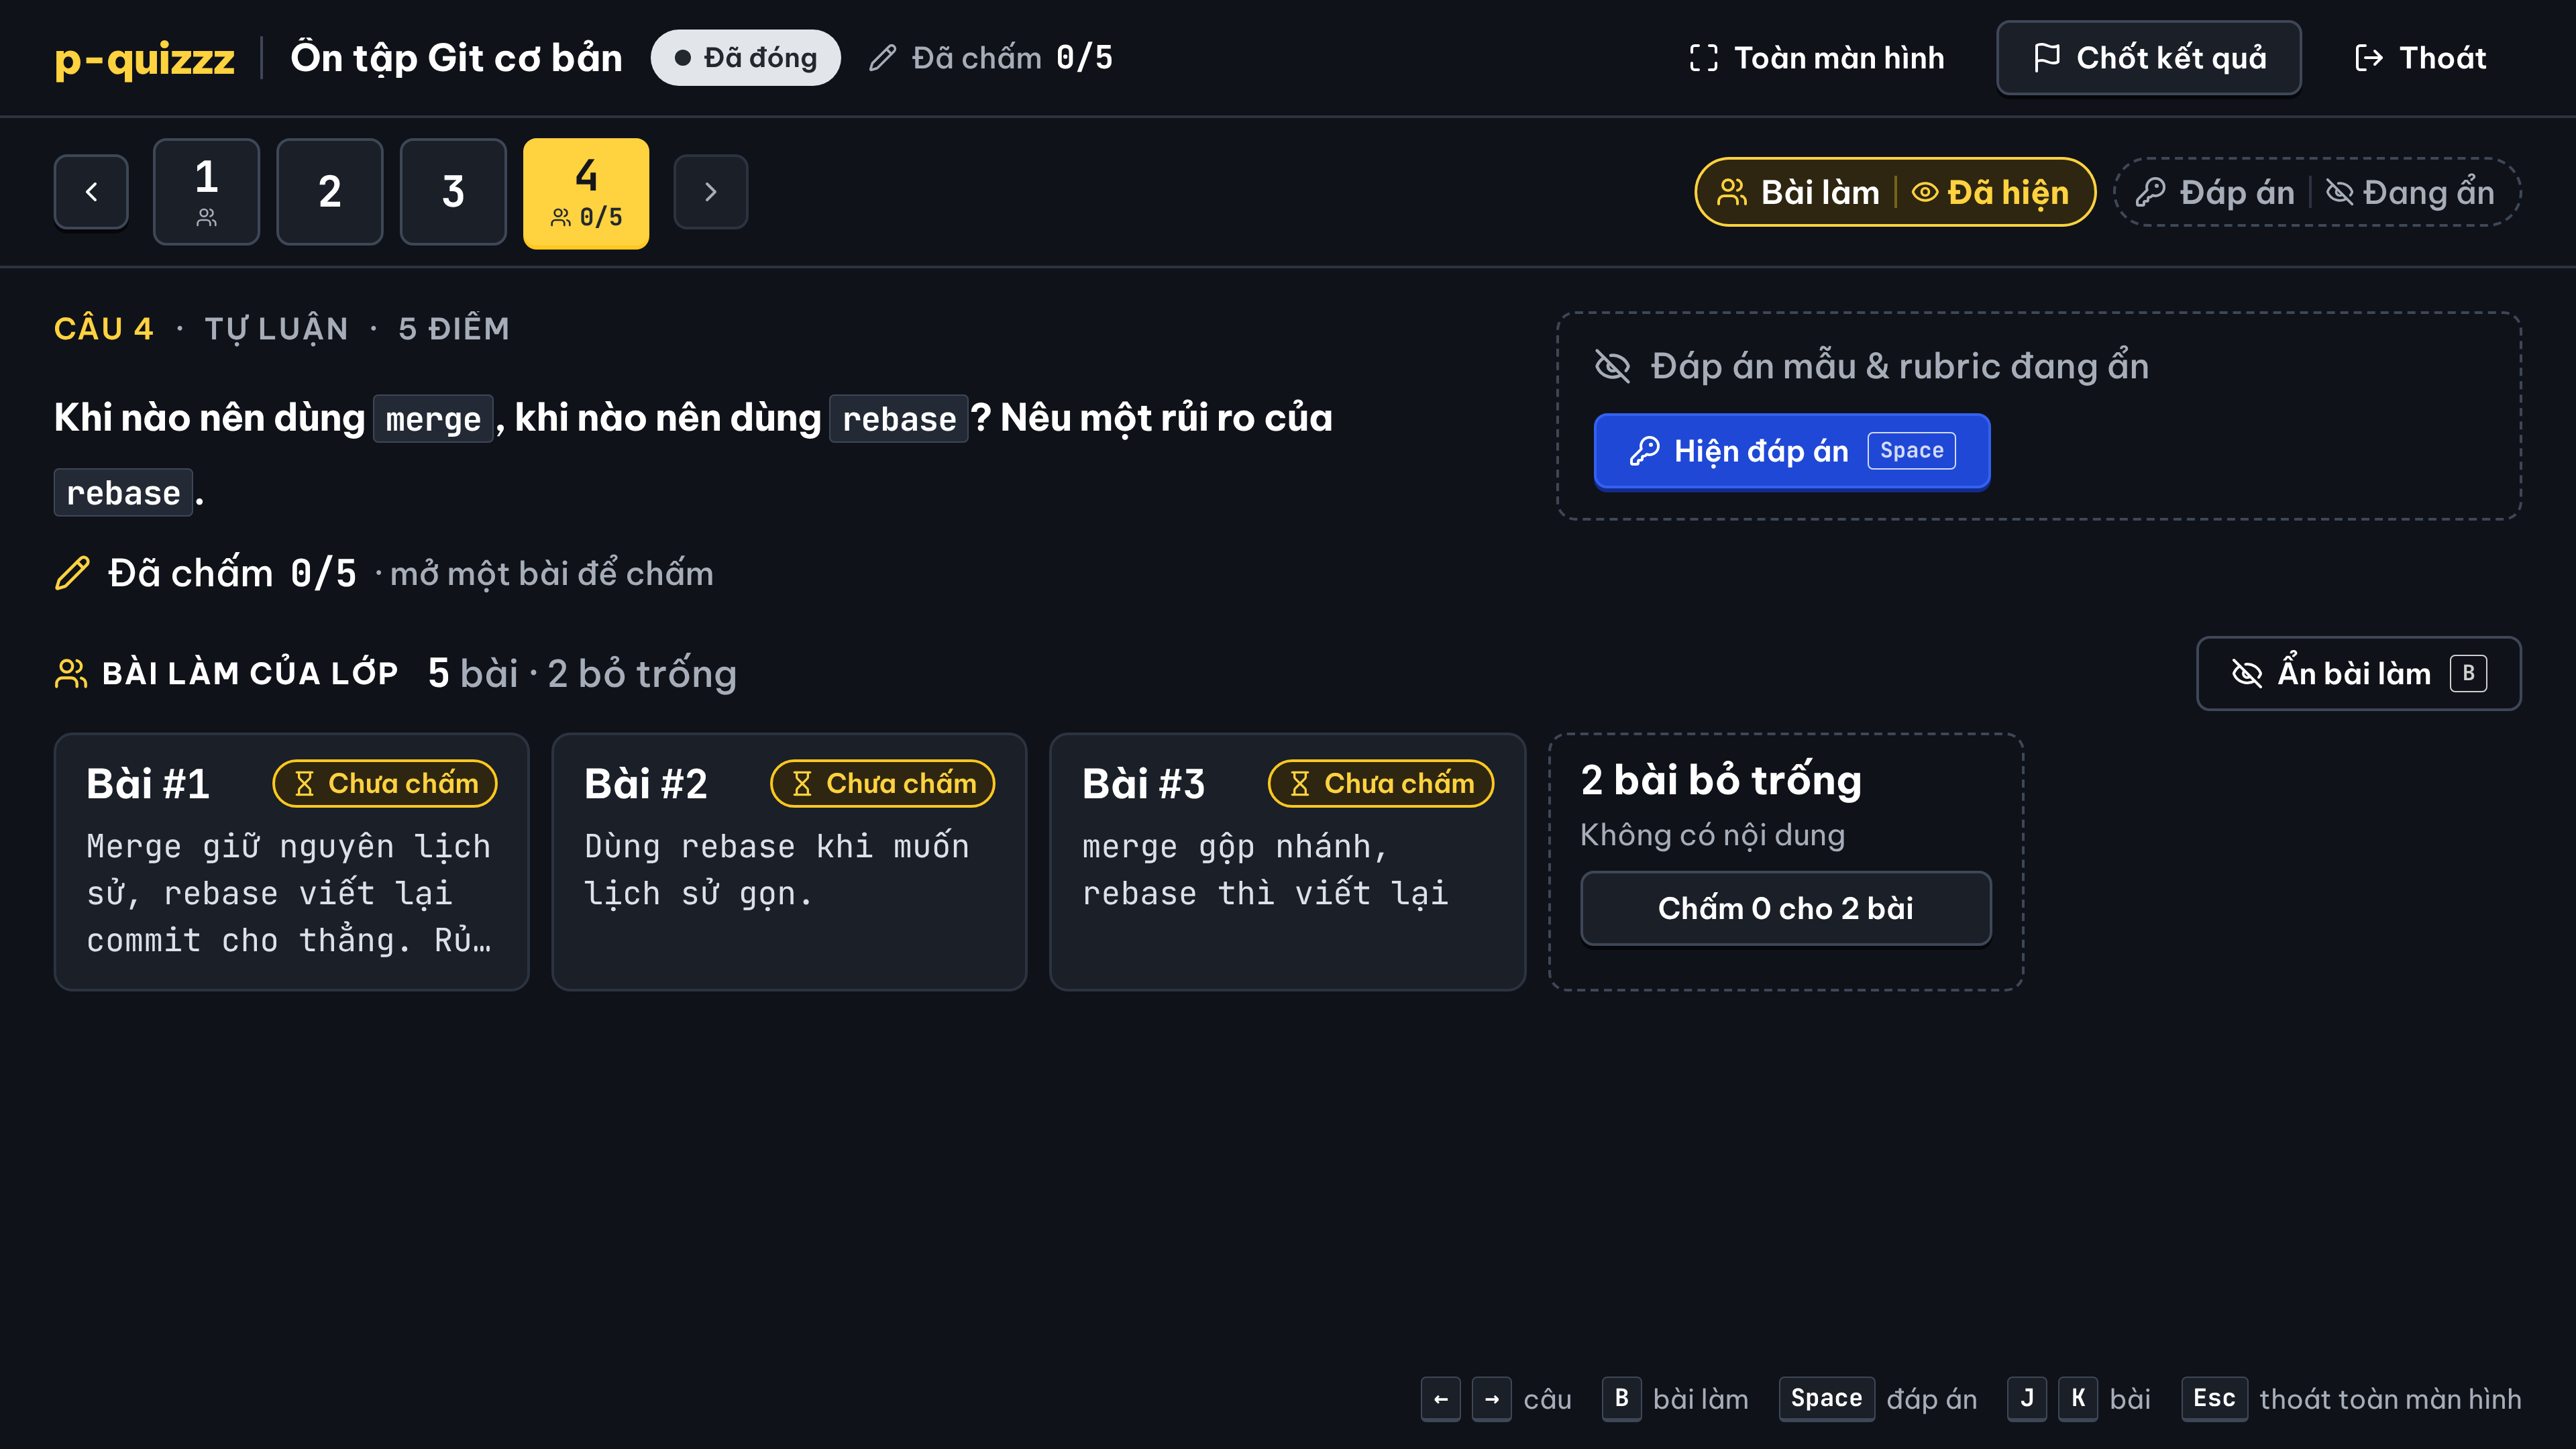 p-quizzz Ôn tập Git cơ bản Đã đóng Đã chấm 0/5 Toàn màn hình Chốt kết quả Thoát
1 2 3 4 0/5 Bài làm Đã hiện Đáp án Đang ẩn
CÂU 4 · TỰ LUẬN · 5 ĐIỂM
Khi nào nên dùng merge, khi nào nên dùng rebase? Nêu một rủi ro của
rebase.
Đáp án mẫu & rubric đang ẩn
Hiện đáp án Space
Đã chấm 0/5 · mở một bài để chấm
BÀI LÀM CỦA LỚP 5 bài · 2 bỏ trống Ẩn bài làm B
Bài #1 Chưa chấm
Merge giữ nguyên lịch
sử, rebase viết lại
commit cho thẳng. Rủ…
Bài #2 Chưa chấm
Dùng rebase khi muốn
lịch sử gọn.
Bài #3 Chưa chấm
merge gộp nhánh,
rebase thì viết lại
2 bài bỏ trống
Không có nội dung
Chấm 0 cho 2 bài
← → câu B bài làm Space đáp án J K bài Esc thoát toàn màn hình